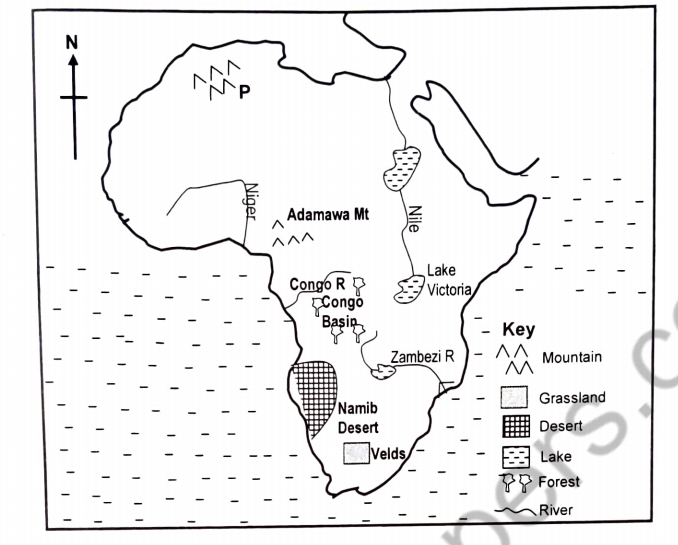 N
P
Niger
Adamawa Mt
Nile
Congo R
Congo
Basin
Lake
Victoria
Zambezi R
Namib
Desert
Velds
Key
Mountain
Grassland
Desert
Lake
Forest
River